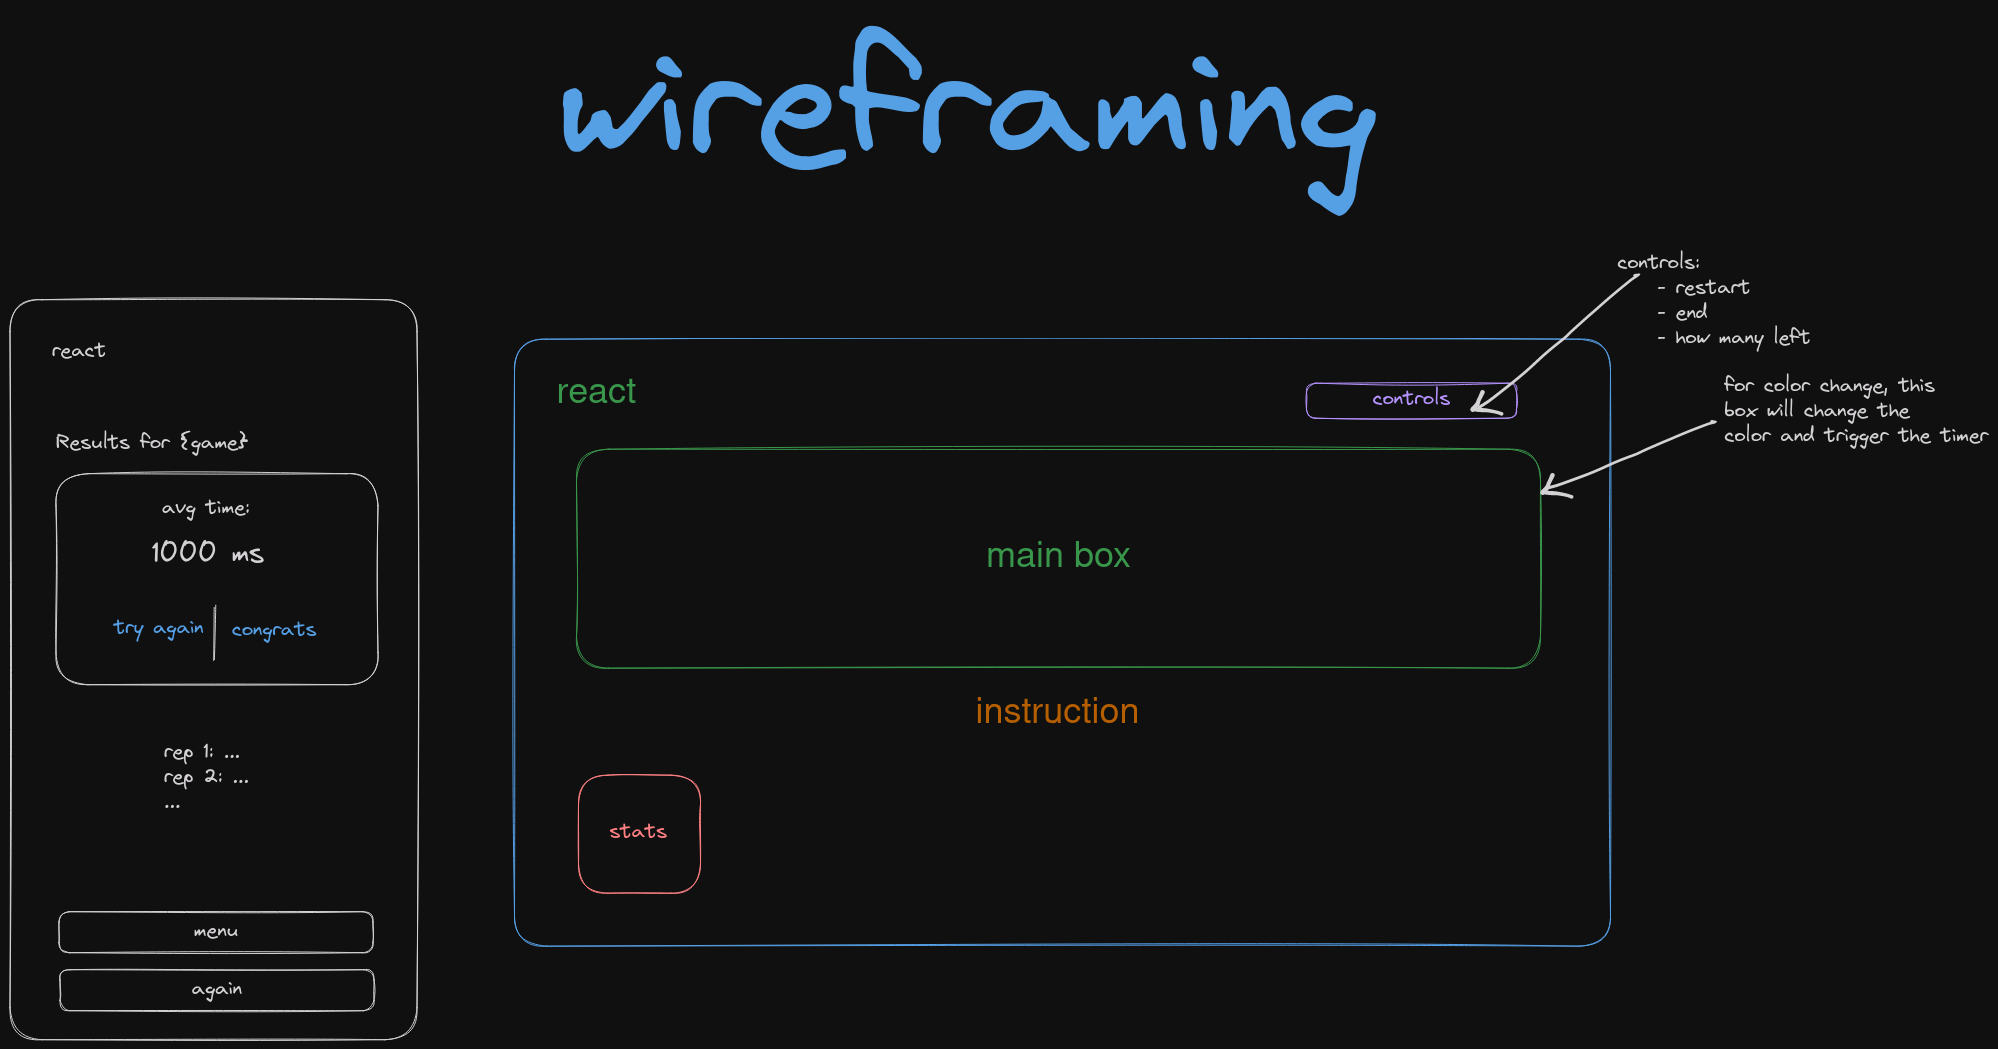 wireframing
react
Results for {game}
avg time:
1000 ms
try again
congrats
rep 1: ...
rep 2: ...
...
menu
again
react
controls
main box
instruction
stats
controls:
- restart
- end
- how many left
for color change, this
box will change the
color and trigger the timer